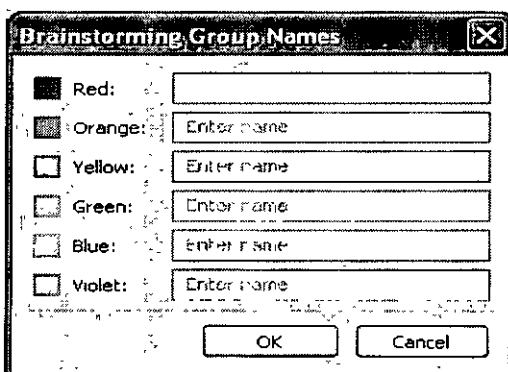 Brainstorming Group Names
Red:
Orange: Enter name
Yellow: Enter name
Green: Enter name
Blue: Enter name
Violet: Enter name
OK Cancel